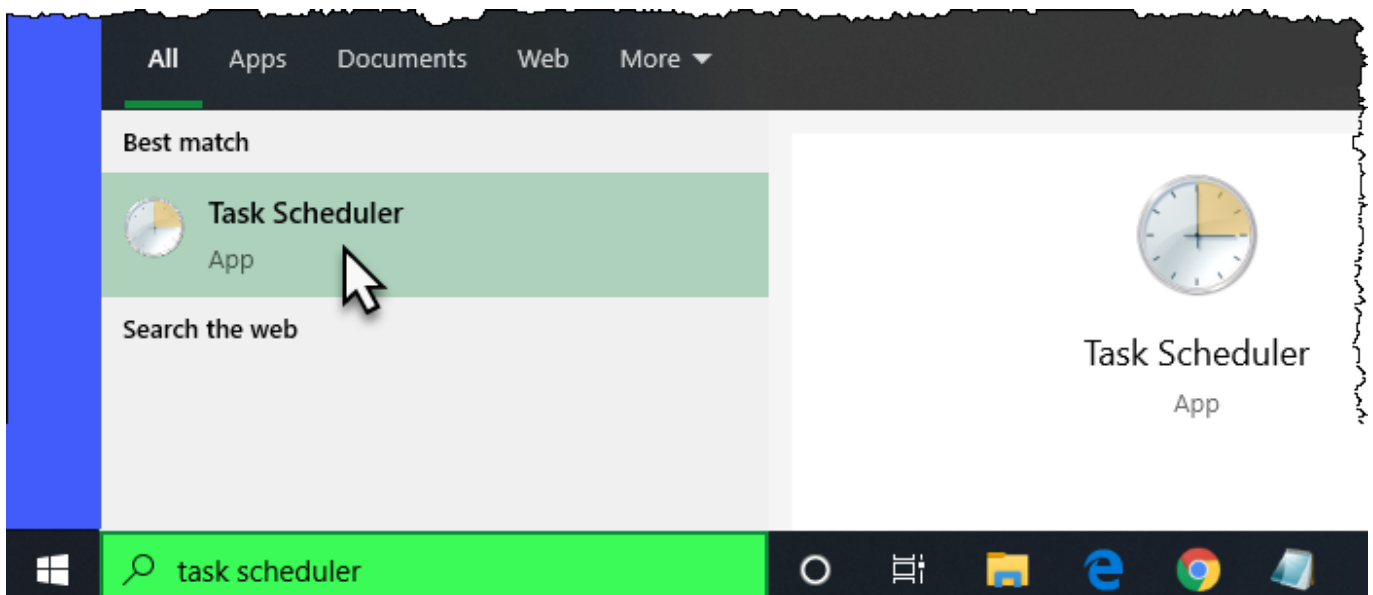 All Apps Documents Web More
Best match
Task Scheduler
App
Search the web
Task Scheduler
App
task scheduler